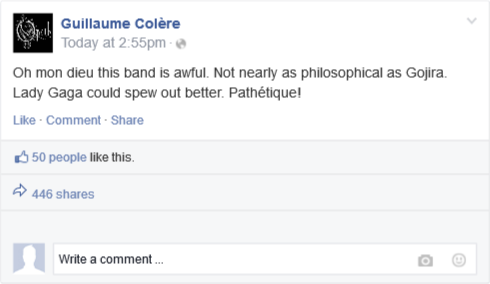 Opeth
Guillaume Colère
Today at 2:55pm ·
Oh mon dieu this band is awful. Not nearly as philosophical as Gojira.
Lady Gaga could spew out better. Pathétique!
Like · Comment · Share
50 people like this.
446 shares
Write a comment ...